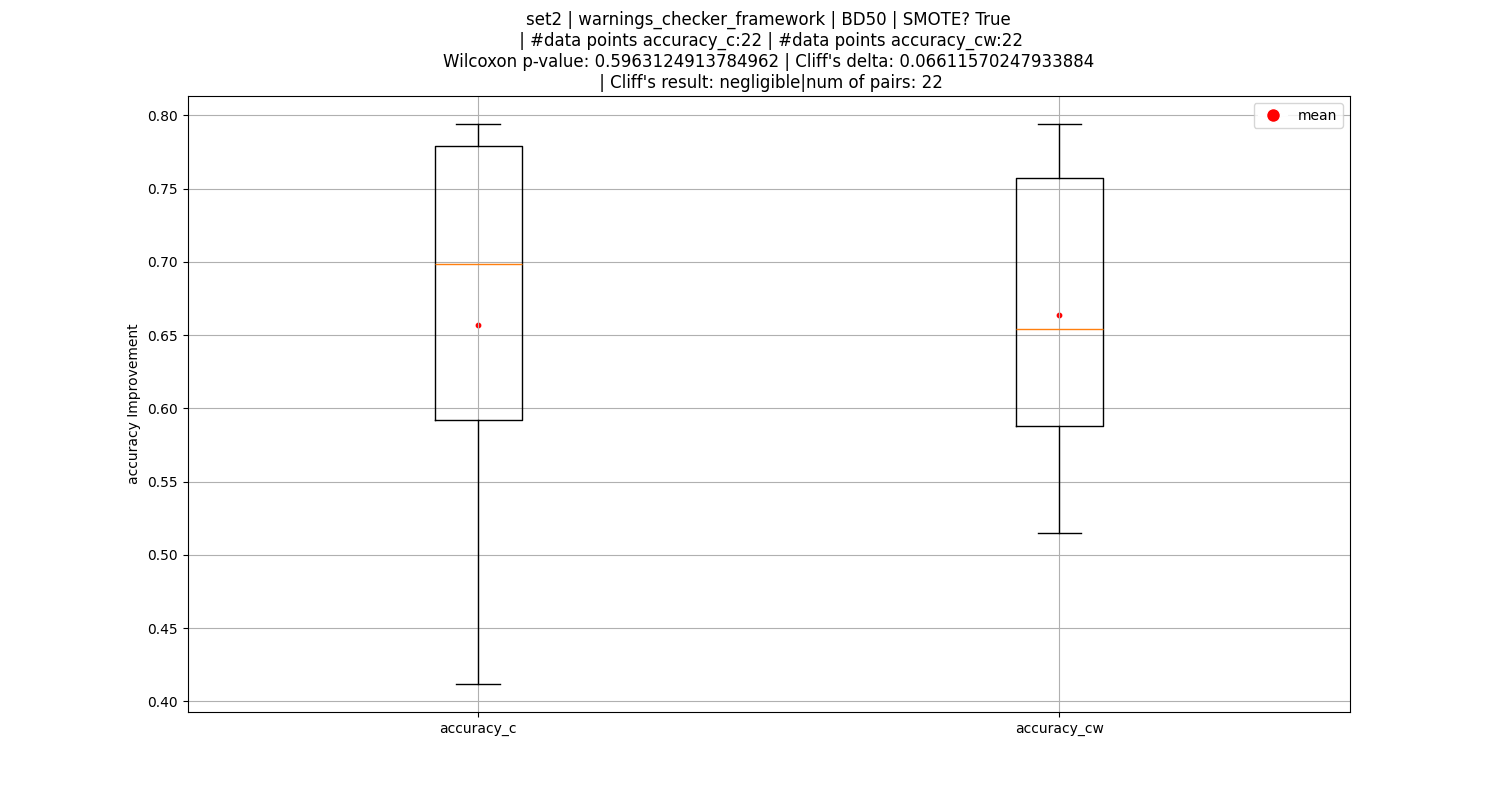 set2 | warnings_checker_framework | BD50 | SMOTE? True
| #data points accuracy_c:22 | #data points accuracy_cw:22
Wilcoxon p-value: 0.5963124913784962 | Cliff's delta: 0.06611570247933884
| Cliff's result: negligible|num of pairs: 22
mean
0.80
0.75
0.70
0.65
0.60
0.55
0.50
0.45
0.40
accuracy Improvement
accuracy_c
accuracy_cw